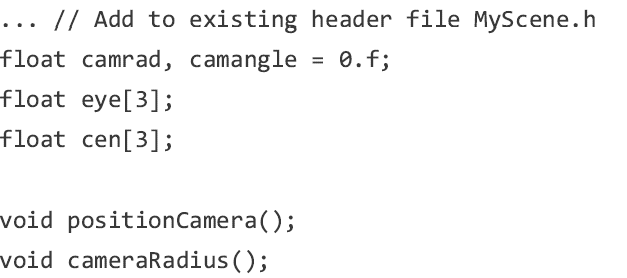 ... // Add to existing header file MyScene.h
float camrad, camangle = 0.f;
float eye[3];
float cen[3];
void positionCamera();
void cameraRadius();